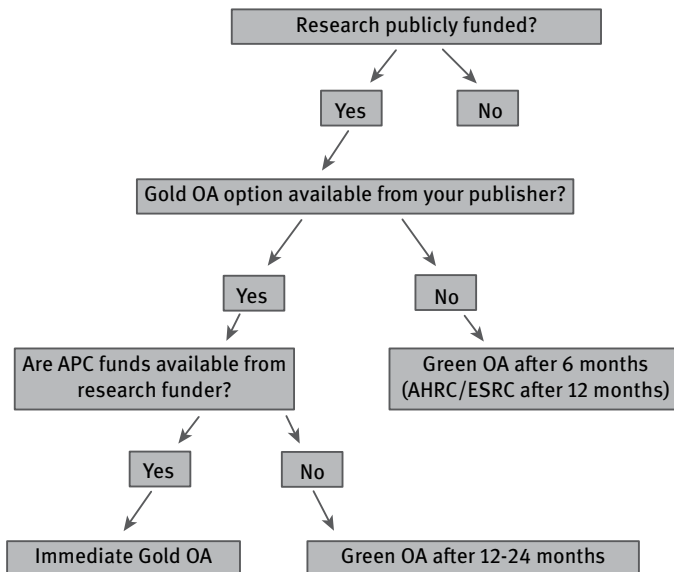 Research publicly funded?
Yes
No
Gold OA option available from your publisher?
Yes
No
Are APC funds available from
research funder?
Green OA after 6 months
(AHRC/ESRC after 12 months)
Yes
No
Immediate Gold OA
Green OA after 12-24 months